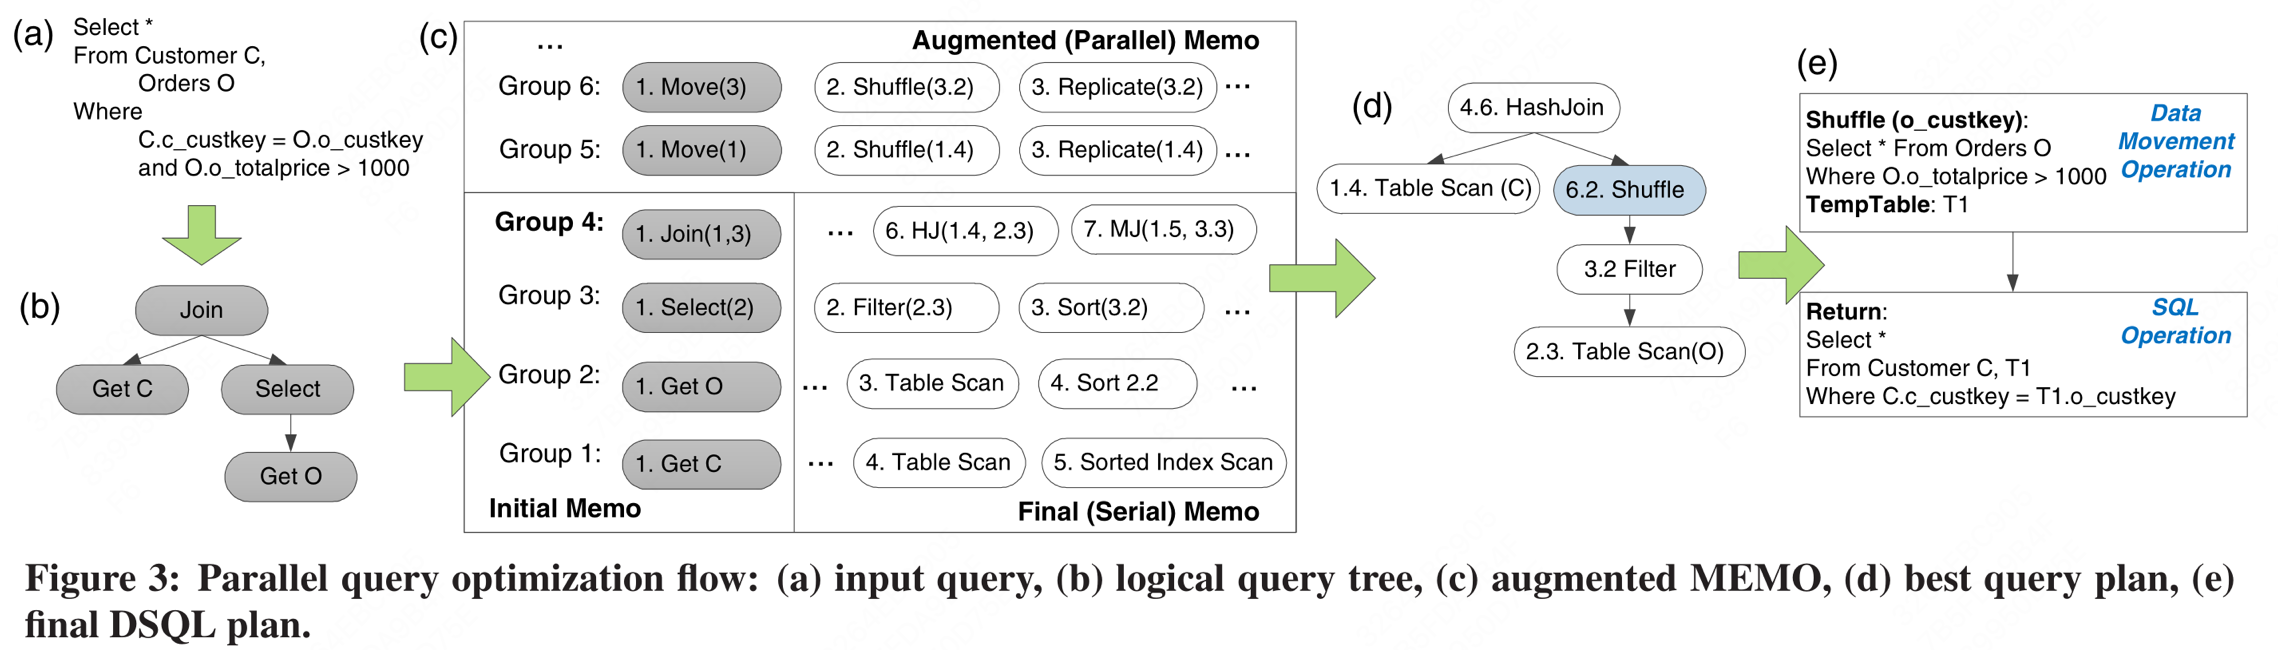 (a)
Select *
From Customer C,
Orders O
Where
C.c_custkey = O.o_custkey
and O.o_totalprice > 1000
(b)
Join
Get C
Select
Get O
(c)
... Augmented (Parallel) Memo
Group 6: 1. Move(3) 2. Shuffle(3.2) 3. Replicate(3.2) ...
Group 5: 1. Move(1) 2. Shuffle(1.4) 3. Replicate(1.4) ...
Group 4: 1. Join(1,3) ... 6. HJ(1.4, 2.3) 7. MJ(1.5, 3.3)
Group 3: 1. Select(2) 2. Filter(2.3) 3. Sort(3.2) ...
Group 2: 1. Get O ... 3. Table Scan 4. Sort 2.2 ...
Group 1: 1. Get C ... 4. Table Scan 5. Sorted Index Scan
Initial Memo Final (Serial) Memo
(d)
4.6. HashJoin
1.4. Table Scan (C) 6.2. Shuffle
3.2 Filter
2.3. Table Scan(O)
(e)
Shuffle (o_custkey):
Select * From Orders O
Where O.o_totalprice > 1000
TempTable: T1
Data
Movement
Operation
Return:
Select *
From Customer C, T1
Where C.c_custkey = T1.o_custkey
SQL
Operation
Figure 3: Parallel query optimization flow: (a) input query, (b) logical query tree, (c) augmented MEMO, (d) best query plan, (e)
final DSQL plan.